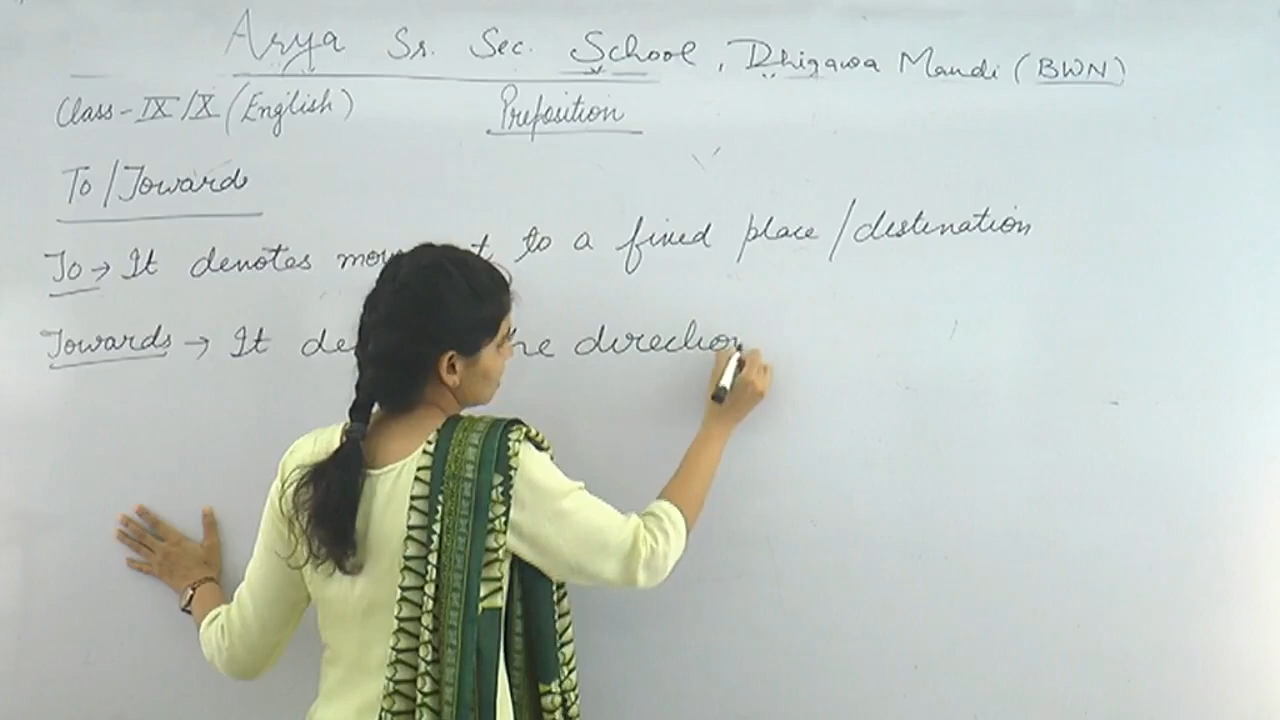 Arya Sr. Sec. School, Dhigawa Mandi (BWN)
Class - IX/X (English) Preposition
To/Toward
To → It denotes to a fixed place/destination
Towards → It direction